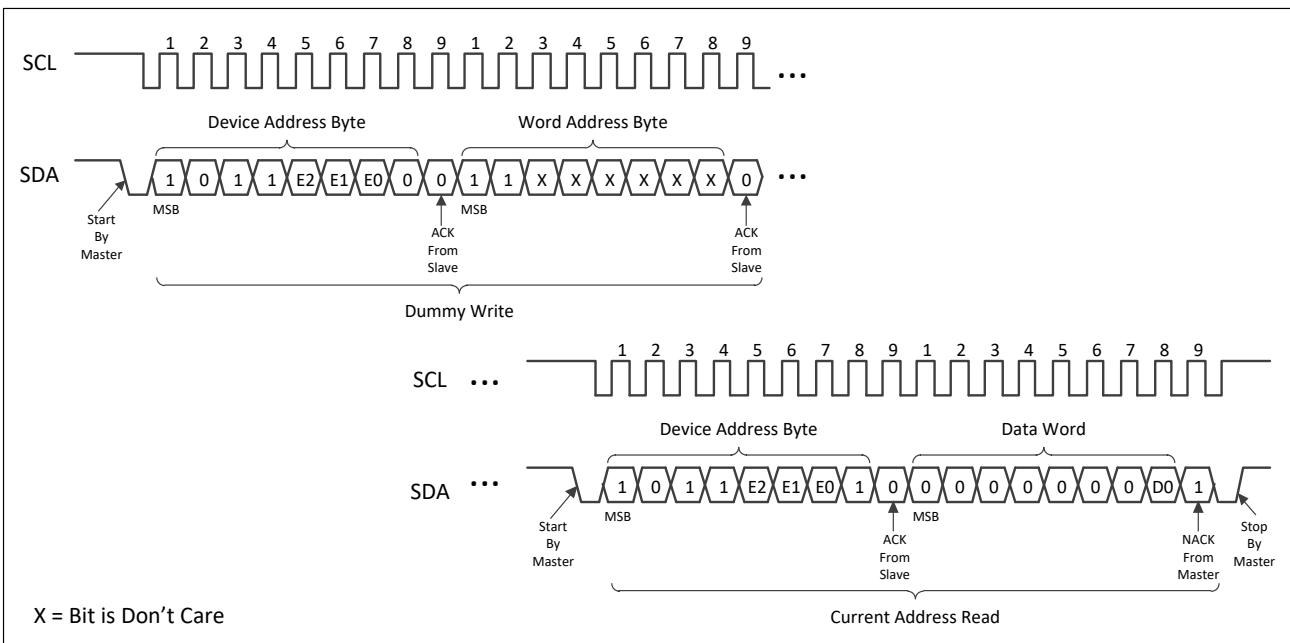 1 2 3 4 5 6 7 8 9 1 2 3 4 5 6 7 8 9
SCL ...
Device Address Byte Word Address Byte
SDA 1 0 1 1 E2 E1 E0 0 0 1 1 X X X X X X 0 ...
MSB MSB
Start
By
Master
ACK
From
Slave
ACK
From
Slave
Dummy Write
1 2 3 4 5 6 7 8 9 1 2 3 4 5 6 7 8 9
SCL ...
Device Address Byte Data Word
SDA ... 1 0 1 1 E2 E1 E0 1 0 0 0 0 0 0 0 0 D0 1
MSB MSB
Start
By
Master
ACK
From
Slave
NACK
From
Master
Stop
By
Master
Current Address Read
X = Bit is Don't Care